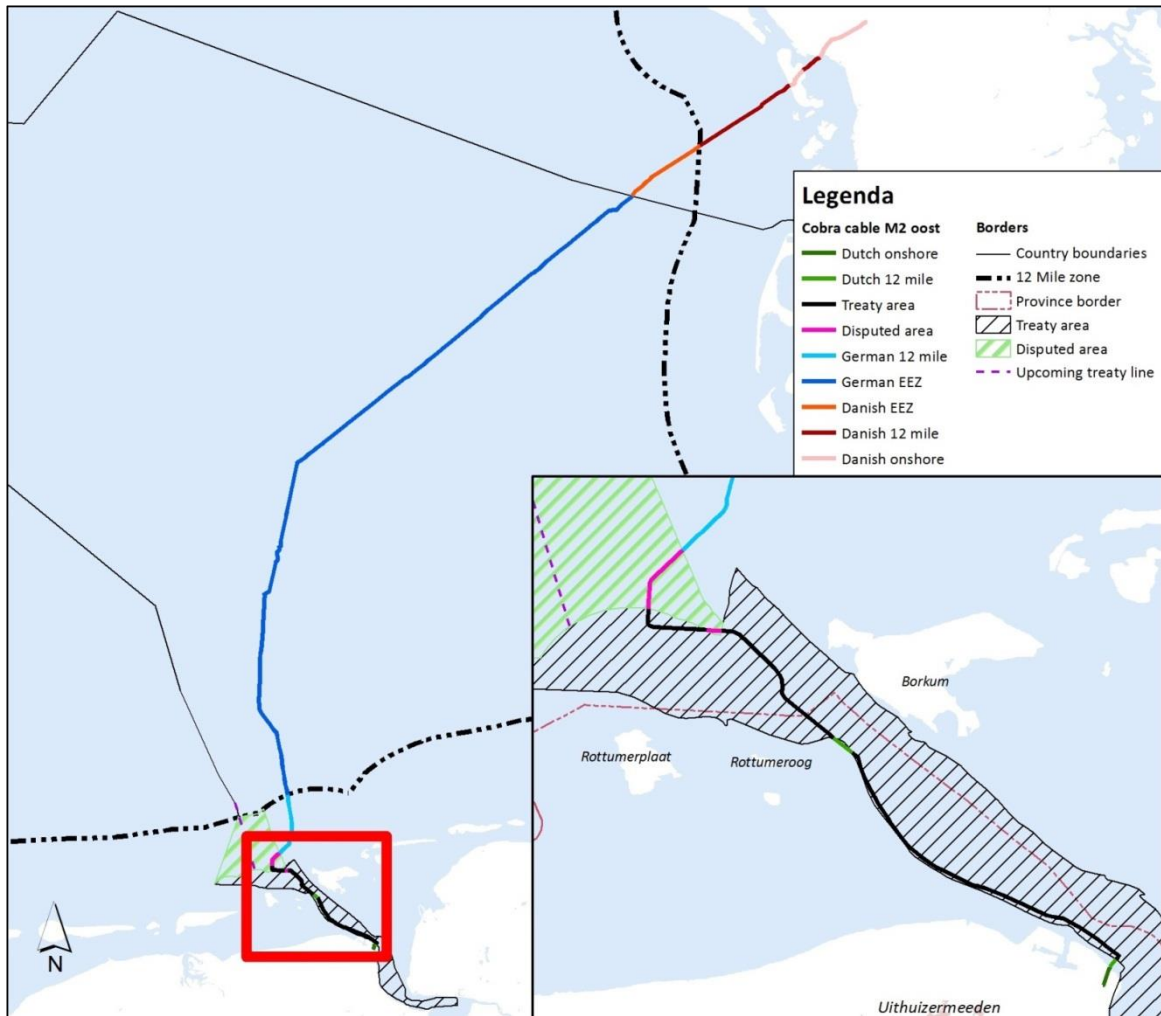 Legenda
Cobra cable M2 oost
Dutch onshore
Dutch 12 mile
Treaty area
Disputed area
German 12 mile
German EEZ
Danish EEZ
Danish 12 mile
Danish onshore
Borders
Country boundaries
12 Mile zone
Province border
Treaty area
Disputed area
Upcoming treaty line
Borkum
Rottumerplaat
Rottumeroog
Uithuizermeeden
N